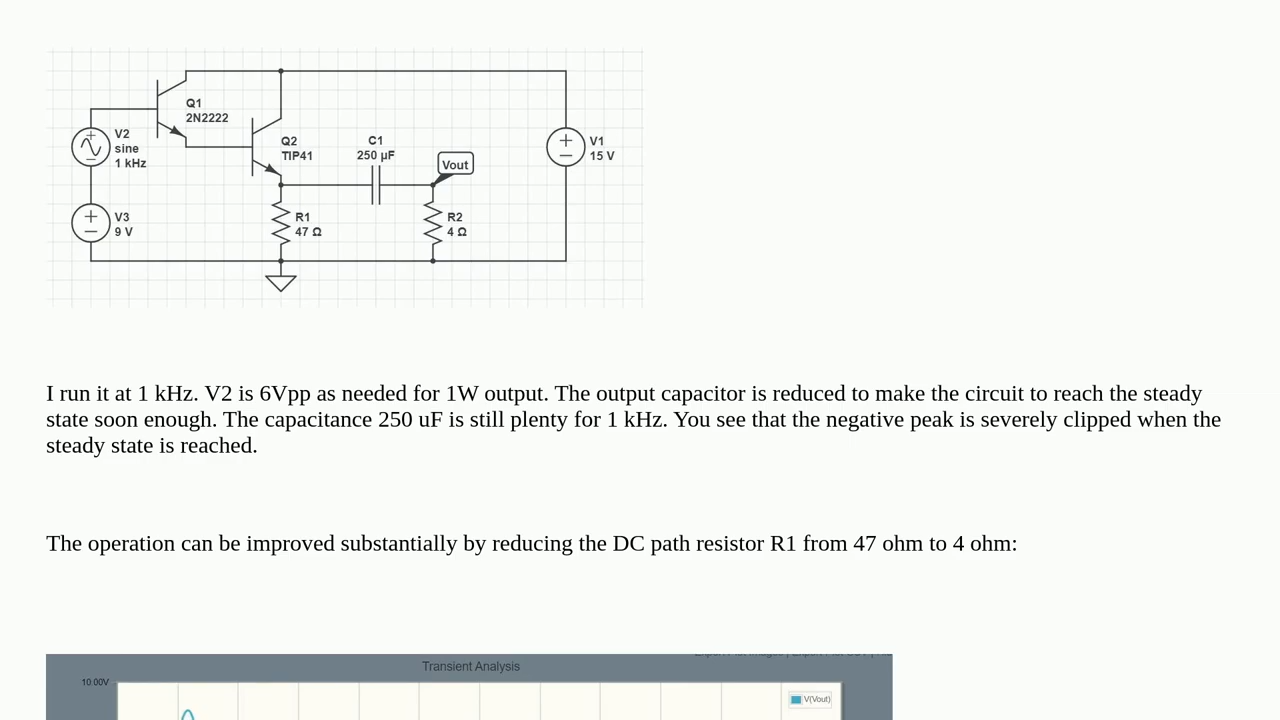 Q1
2N2222
V2
sine
1 kHz
Q2
TIP41
C1
250 µF
Vout
V1
15 V
V3
9 V
R1
47 Ω
R2
4 Ω
I run it at 1 kHz. V2 is 6Vpp as needed for 1W output. The output capacitor is reduced to make the circuit to reach the steady
state soon enough. The capacitance 250 uF is still plenty for 1 kHz. You see that the negative peak is severely clipped when the
steady state is reached.
The operation can be improved substantially by reducing the DC path resistor R1 from 47 ohm to 4 ohm:
Transient Analysis
10.00V
V(Vout)